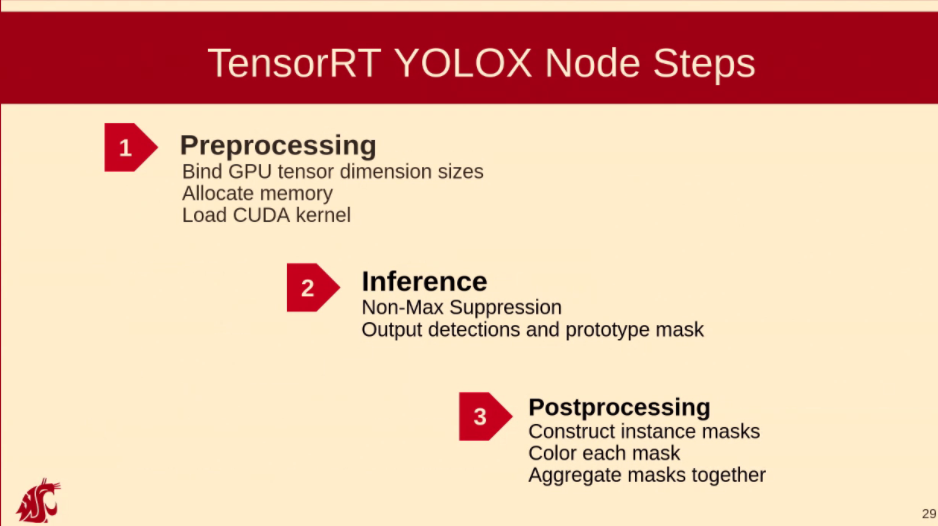 TensorRT YOLOX Node Steps
1
Preprocessing
Bind GPU tensor dimension sizes
Allocate memory
Load CUDA kernel
2
Inference
Non-Max Suppression
Output detections and prototype mask
3
Postprocessing
Construct instance masks
Color each mask
Aggregate masks together
WSC
29